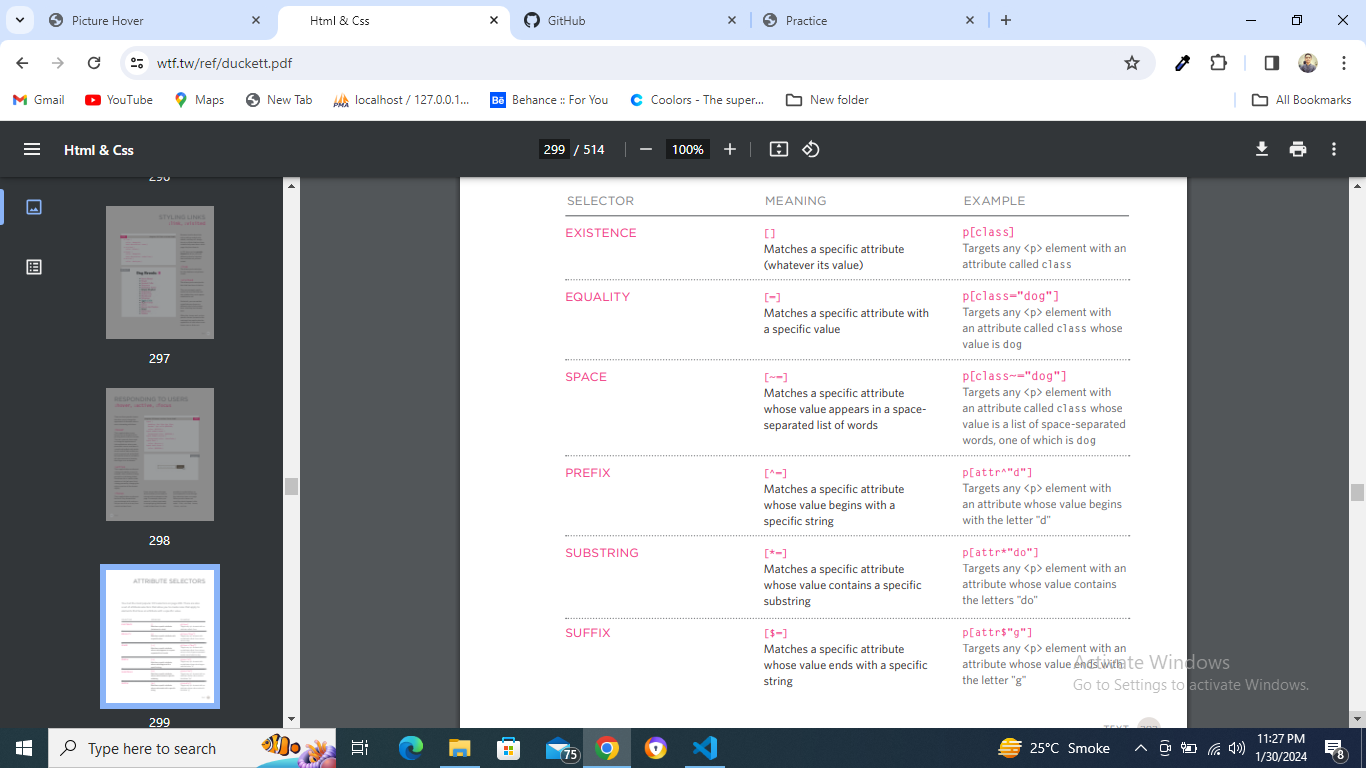 Picture Hover
Html & Css
GitHub
Practice
wtf.tw/ref/duckett.pdf
Gmail
YouTube
Maps
New Tab
localhost / 127.0.0.1...
Behance :: For You
Coolors - The super...
New folder
All Bookmarks
Html & Css
299 / 514
100%
296
STYLING LINKS
297
RESPONDING TO USERS
298
ATTRIBUTE SELECTORS
299
SELECTOR MEANING EXAMPLE
EXISTENCE [] p[class]
Matches a specific attribute Targets any <p> element with an
(whatever its value) attribute called class
EQUALITY [=] p[class="dog"]
Matches a specific attribute with Targets any <p> element with
a specific value an attribute called class whose
value is dog
SPACE [~=] p[class~="dog"]
Matches a specific attribute Targets any <p> element with
whose value appears in a space- an attribute called class whose
separated list of words value is a list of space-separated
words, one of which is dog
PREFIX [^=] p[attr^"d"]
Matches a specific attribute Targets any <p> element with
whose value begins with a an attribute whose value begins
specific string with the letter "d"
SUBSTRING [*=] p[attr*"do"]
Matches a specific attribute Targets any <p> element with an
whose value contains a specific attribute whose value contains
substring the letters "do"
SUFFIX [$=] p[attr$"g"]
Matches a specific attribute Targets any <p> element with an
whose value ends with a specific attribute whose value ends with
string the letter "g"
Activate Windows
Go to Settings to activate Windows.
TEXT
Type here to search
75
25°C Smoke
11:27 PM
1/30/2024
8